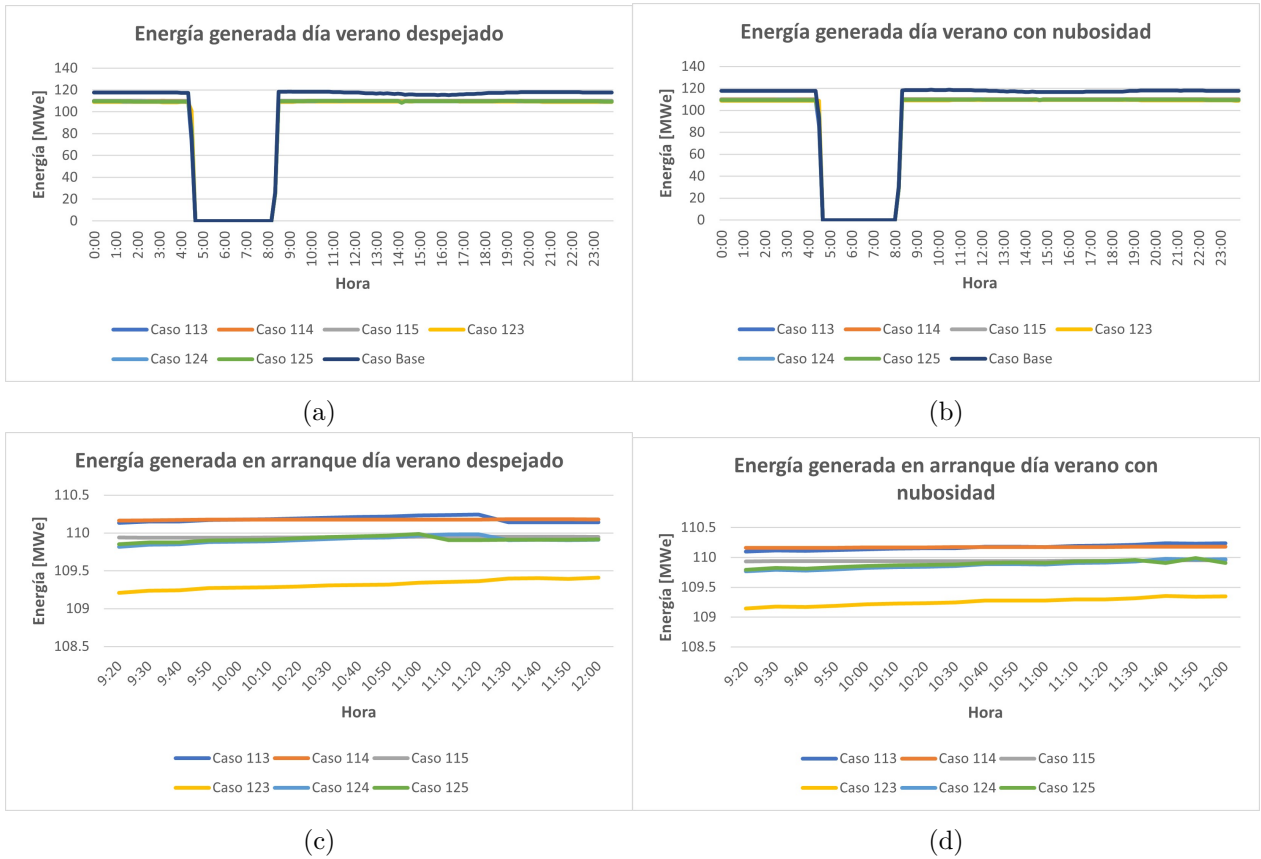 Energía generada día verano despejado
Energía [MWe]
140
120
100
80
60
40
20
0
0:00 1:00 2:00 3:00 4:00 5:00 6:00 7:00 8:00 9:00 10:00 11:00 12:00 13:00 14:00 15:00 16:00 17:00 18:00 19:00 20:00 21:00 22:00 23:00
Hora
Caso 113 Caso 114 Caso 115 Caso 123
Caso 124 Caso 125 Caso Base
(a)
Energía generada día verano con nubosidad
Energía [MWe]
140
120
100
80
60
40
20
0
0:00 1:00 2:00 3:00 4:00 5:00 6:00 7:00 8:00 9:00 10:00 11:00 12:00 13:00 14:00 15:00 16:00 17:00 18:00 19:00 20:00 21:00 22:00 23:00
Hora
Caso 113 Caso 114 Caso 115 Caso 123
Caso 124 Caso 125 Caso Base
(b)
Energía generada en arranque día verano despejado
Energía [MWe]
110.5
110
109.5
109
108.5
9:20 9:30 9:40 9:50 10:00 10:10 10:20 10:30 10:40 10:50 11:00 11:10 11:20 11:30 11:40 11:50 12:00
Hora
Caso 113 Caso 114 Caso 115
Caso 123 Caso 124 Caso 125
(c)
Energía generada en arranque día verano con
nubosidad
Energía [MWe]
110.5
110
109.5
109
108.5
9:20 9:30 9:40 9:50 10:00 10:10 10:20 10:30 10:40 10:50 11:00 11:10 11:20 11:30 11:40 11:50 12:00
Hora
Caso 113 Caso 114 Caso 115
Caso 123 Caso 124 Caso 125
(d)